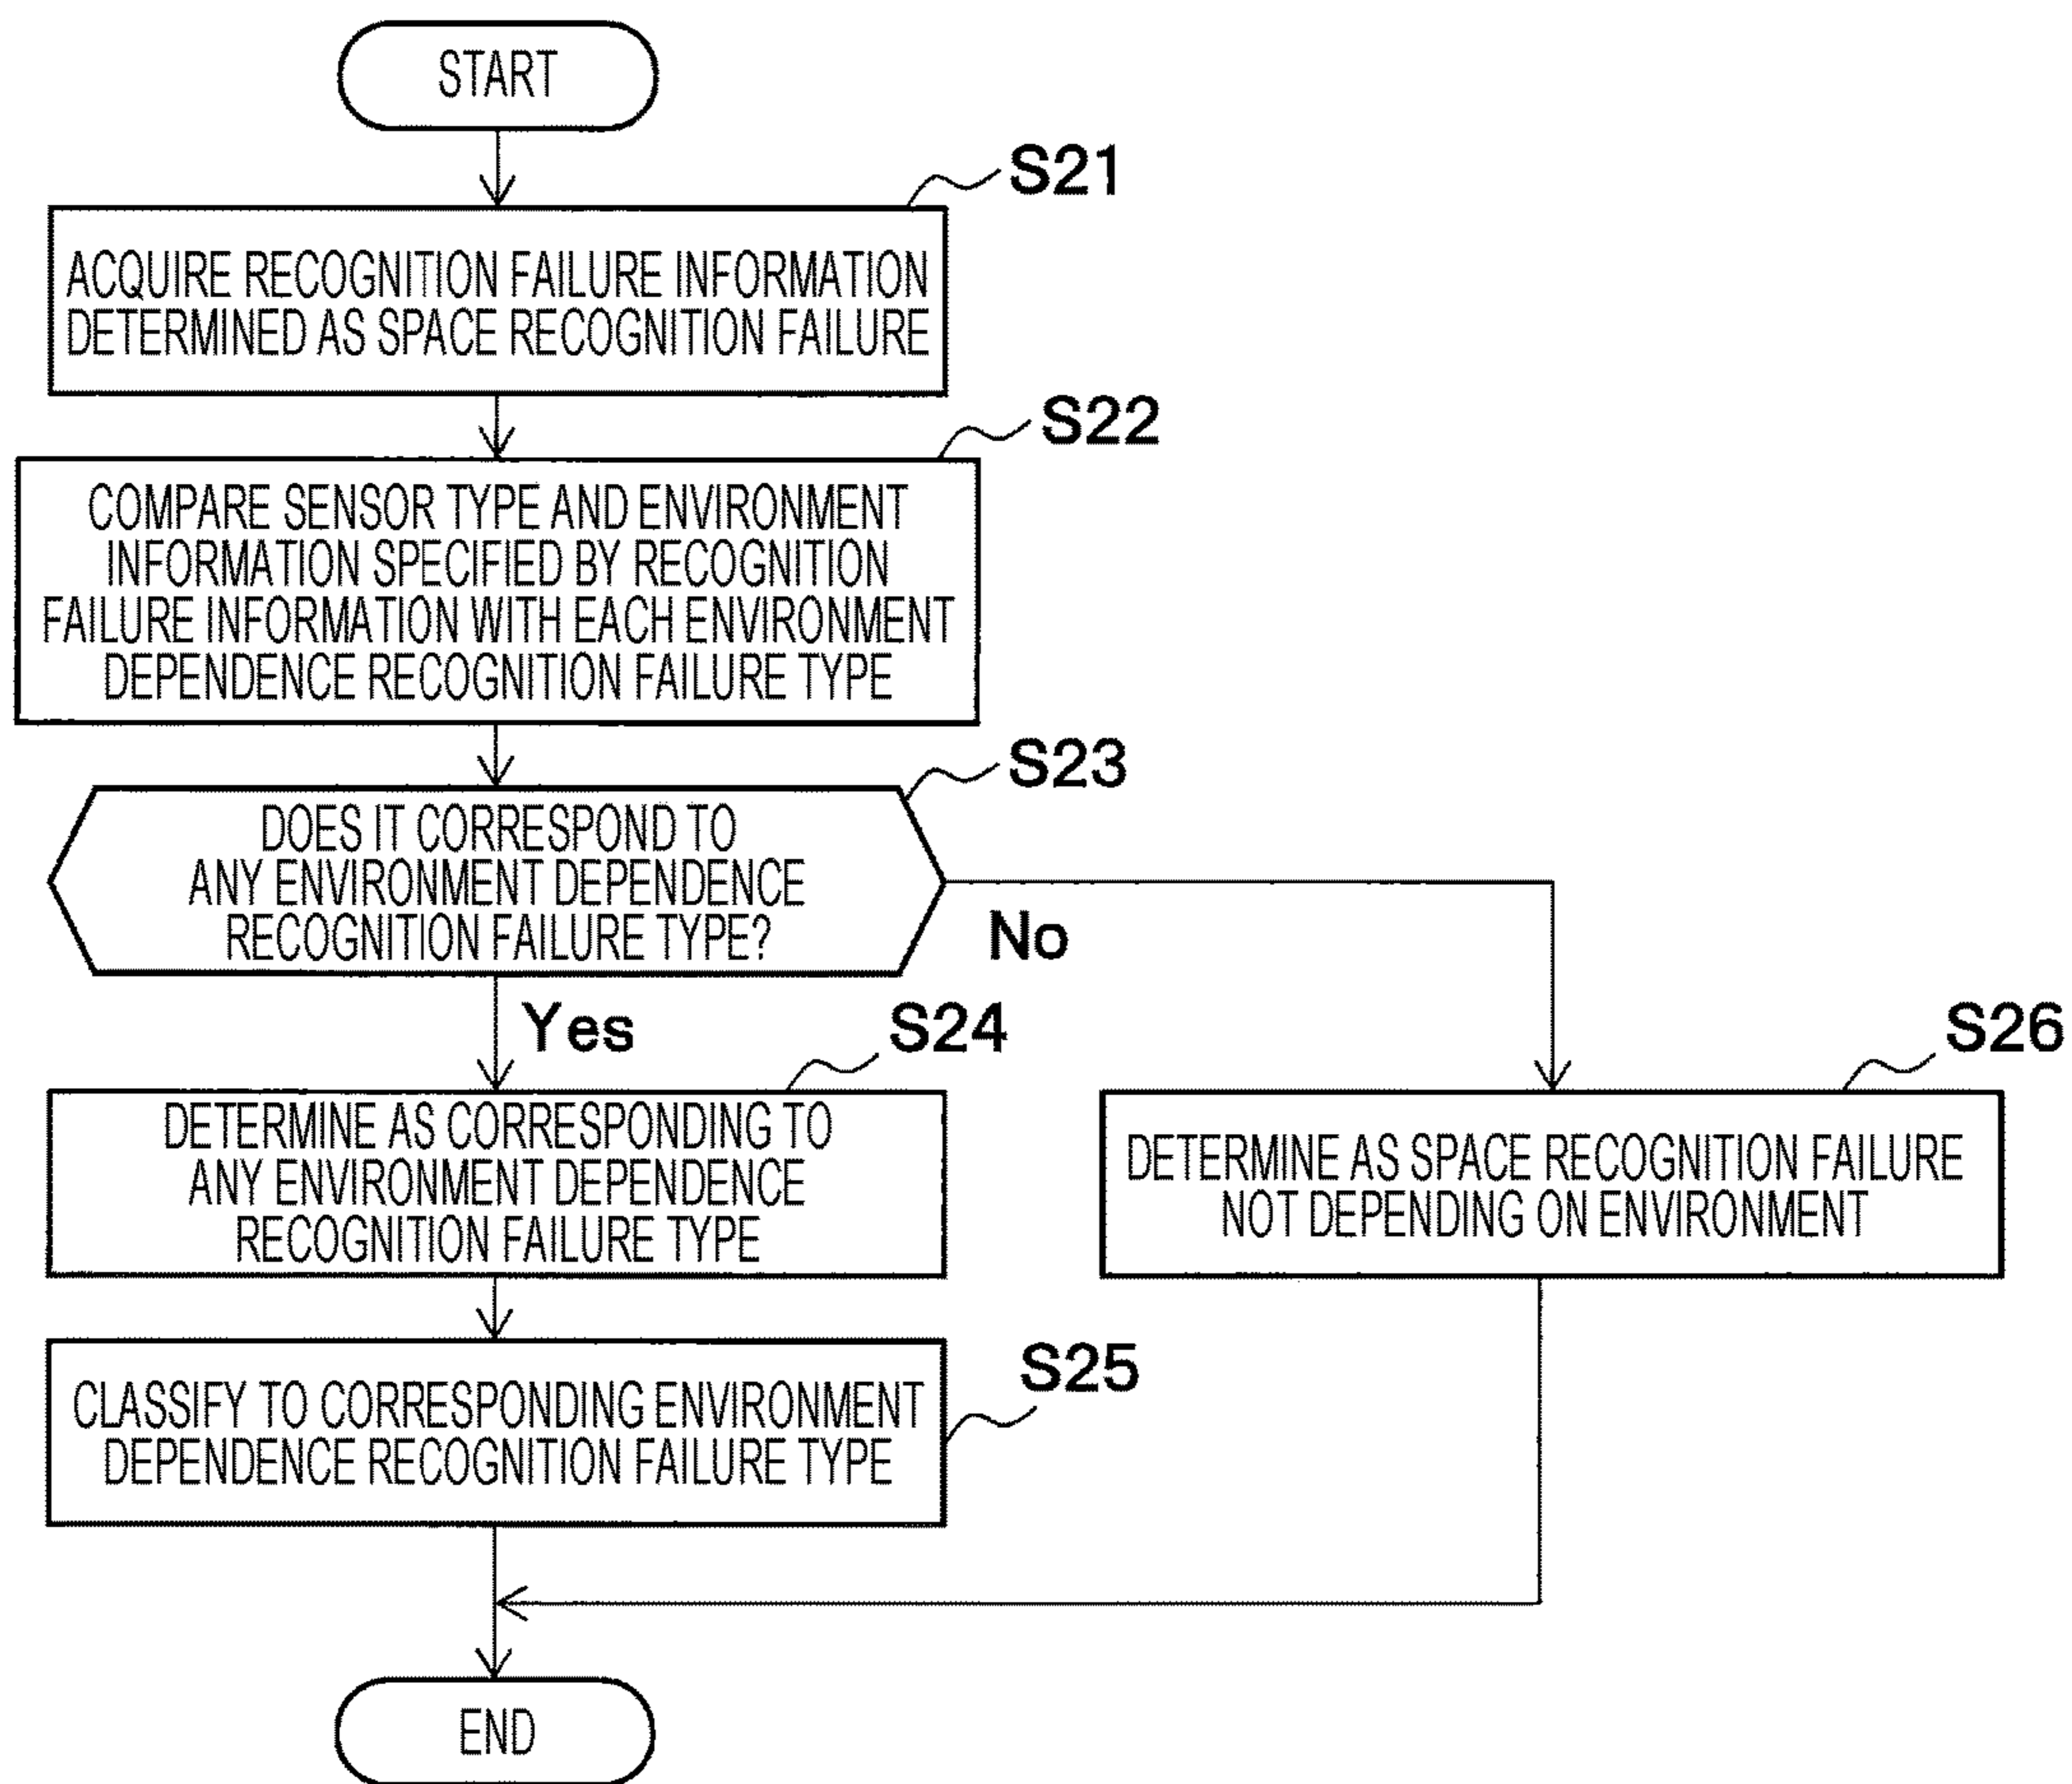 START
S21
ACQUIRE RECOGNITION FAILURE INFORMATION
DETERMINED AS SPACE RECOGNITION FAILURE
S22
COMPARE SENSOR TYPE AND ENVIRONMENT
INFORMATION SPECIFIED BY RECOGNITION
FAILURE INFORMATION WITH EACH ENVIRONMENT
DEPENDENCE RECOGNITION FAILURE TYPE
S23
DOES IT CORRESPOND TO
ANY ENVIRONMENT DEPENDENCE
RECOGNITION FAILURE TYPE?
No
Yes
S24
DETERMINE AS CORRESPONDING TO
ANY ENVIRONMENT DEPENDENCE
RECOGNITION FAILURE TYPE
S26
DETERMINE AS SPACE RECOGNITION FAILURE
NOT DEPENDING ON ENVIRONMENT
S25
CLASSIFY TO CORRESPONDING ENVIRONMENT
DEPENDENCE RECOGNITION FAILURE TYPE
END